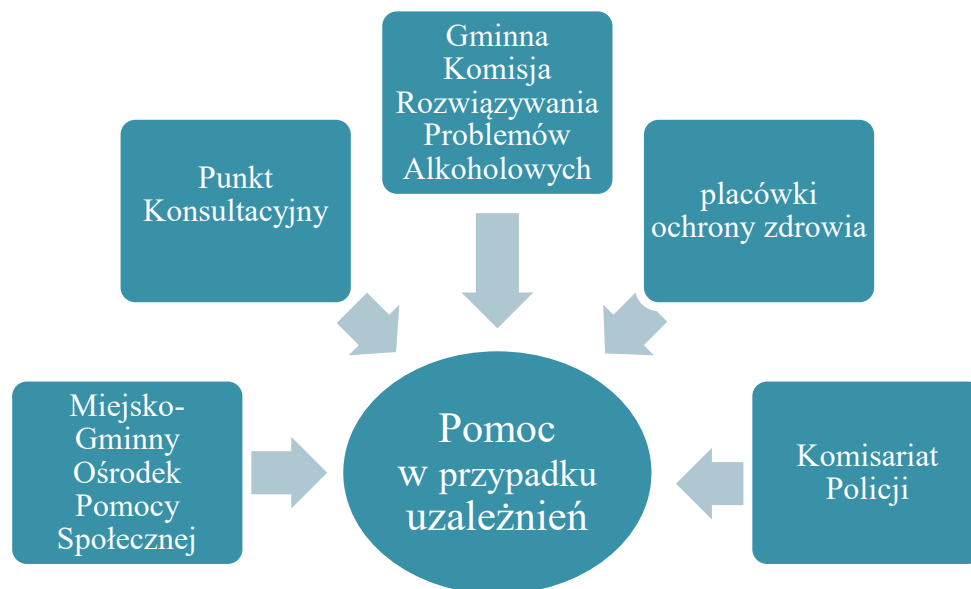 Gminna
Komisja
Rozwiązywania
Problemów
Alkoholowych
Punkt
Konsultacyjny
placówki
ochrony zdrowia
Miejsko-
Gminny
Ośrodek
Pomocy
Społecznej
Pomoc
w przypadku
uzależnień
Komisariat
Policji